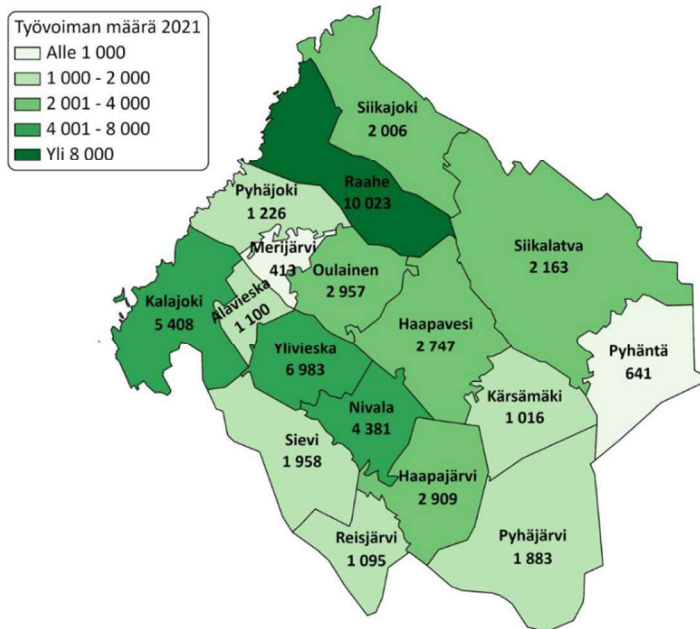 Työvoiman määrä 2021
Alle 1 000
1 000 - 2 000
2 001 - 4 000
4 001 - 8 000
Yli 8 000
Siikajoki
2 006
Raahe
10 023
Pyhäjoki
1 226
Merijärvi
413
Oulainen
2 957
Siikalatva
2 163
Kalajoki
5 408
Alavieska
1 100
Haapavesi
2 747
Pyhäntä
641
Ylivieska
6 983
Kärsämäki
1 016
Nivala
4 381
Sievi
1 958
Haapajärvi
2 909
Reisjärvi
1 095
Pyhäjärvi
1 883